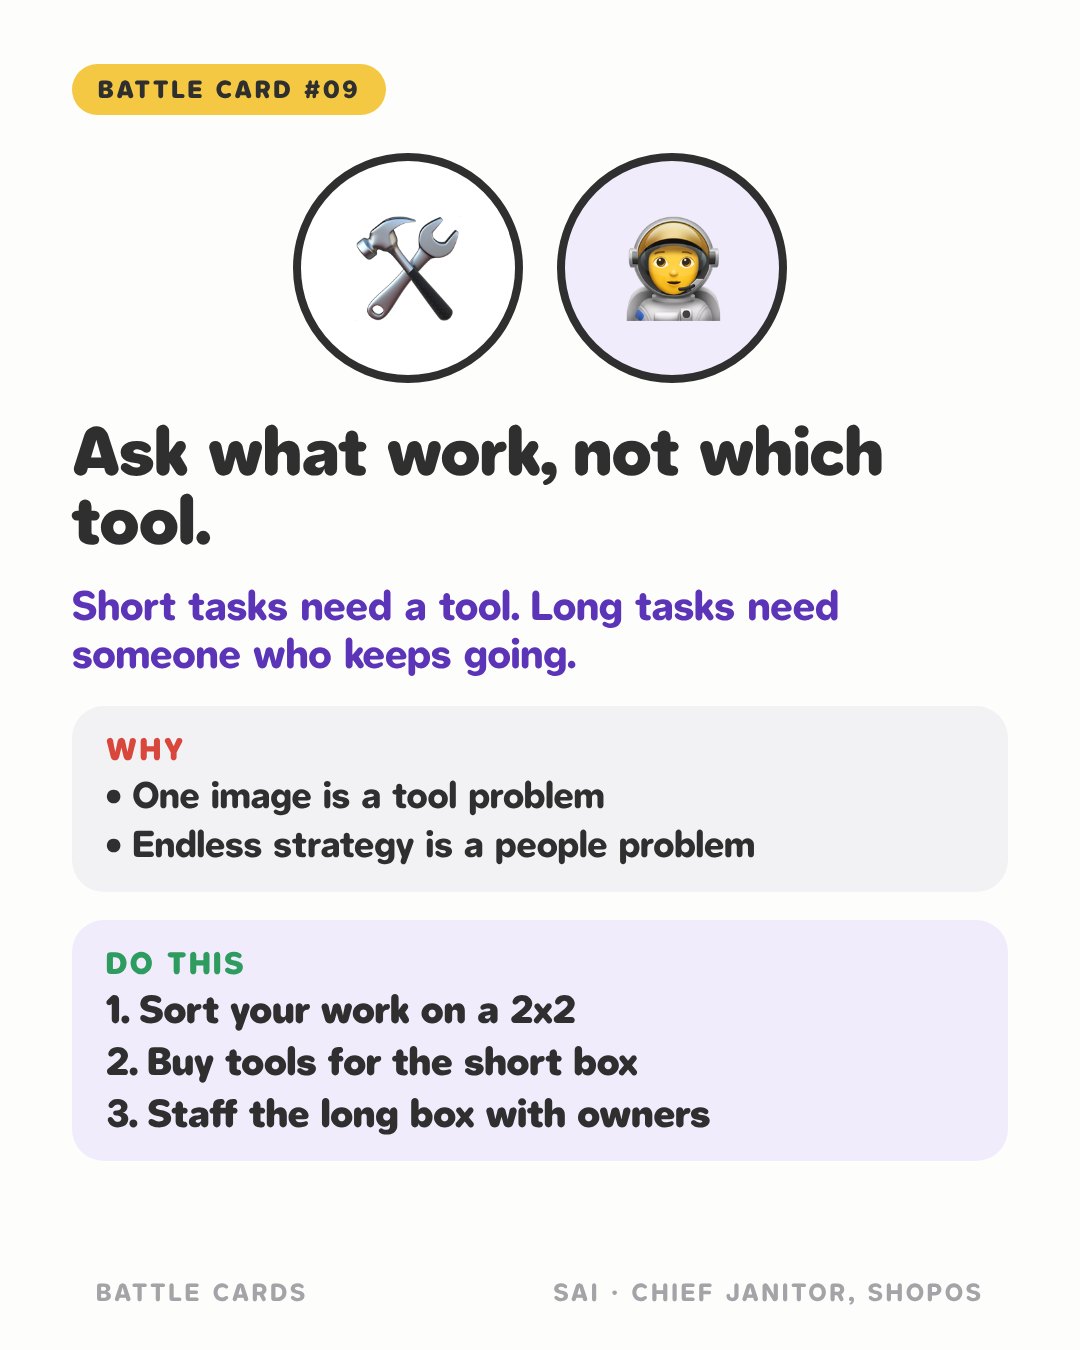 BATTLE CARD #09
Ask what work, not which
tool.
Short tasks need a tool. Long tasks need
someone who keeps going.
WHY
• One image is a tool problem
• Endless strategy is a people problem
DO THIS
1. Sort your work on a 2x2
2. Buy tools for the short box
3. Staff the long box with owners
BATTLE CARDS
SAI · CHIEF JANITOR, SHOPOS